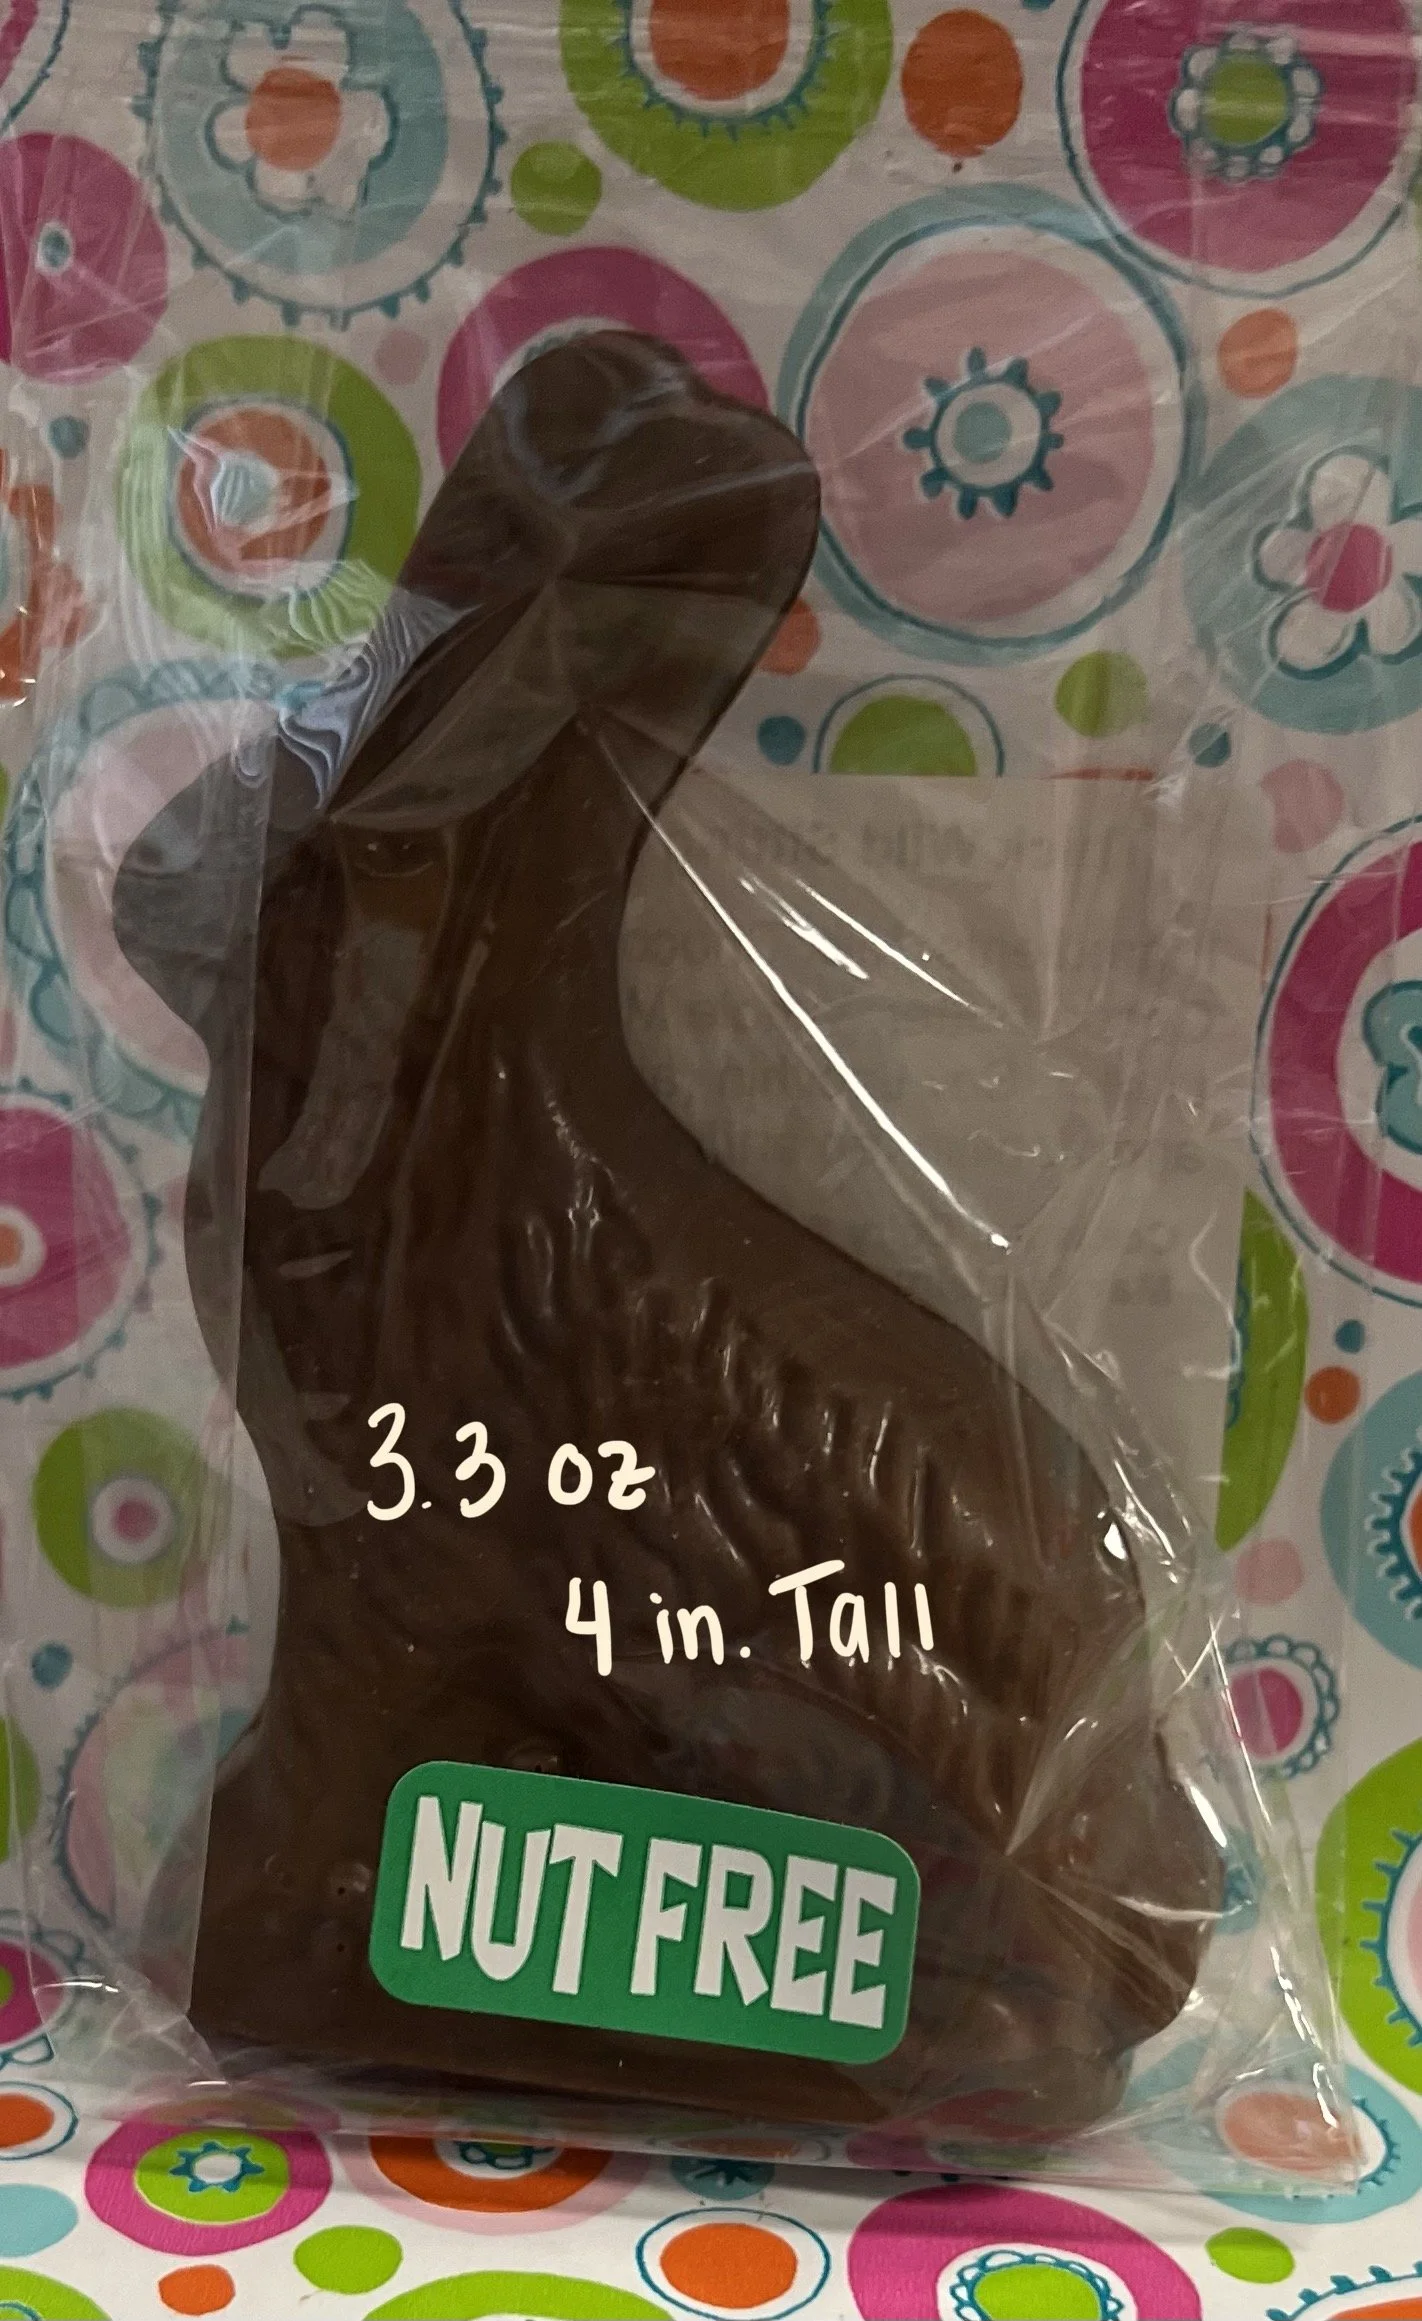 3.3 oz
4 in. Tall
NUT FREE